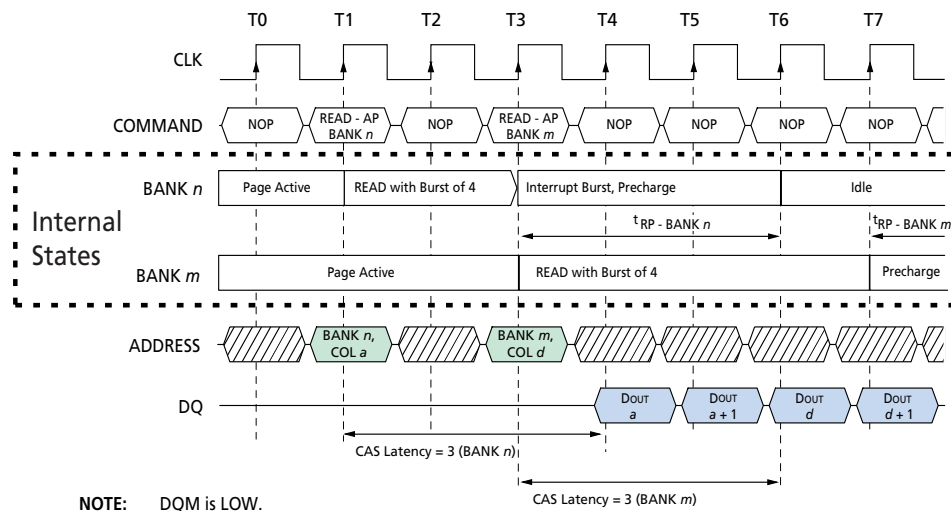 T0 T1 T2 T3 T4 T5 T6 T7
CLK
COMMAND NOP READ - AP BANK n NOP READ - AP BANK m NOP NOP NOP NOP
BANK n Page Active READ with Burst of 4 Interrupt Burst, Precharge Idle
tRP - BANK n tRP - BANK m
Internal
States
BANK m Page Active READ with Burst of 4 Precharge
ADDRESS BANK n, COL a BANK m, COL d
DQ DOUT a DOUT a + 1 DOUT d DOUT d + 1
CAS Latency = 3 (BANK n)
CAS Latency = 3 (BANK m)
NOTE: DQM is LOW.